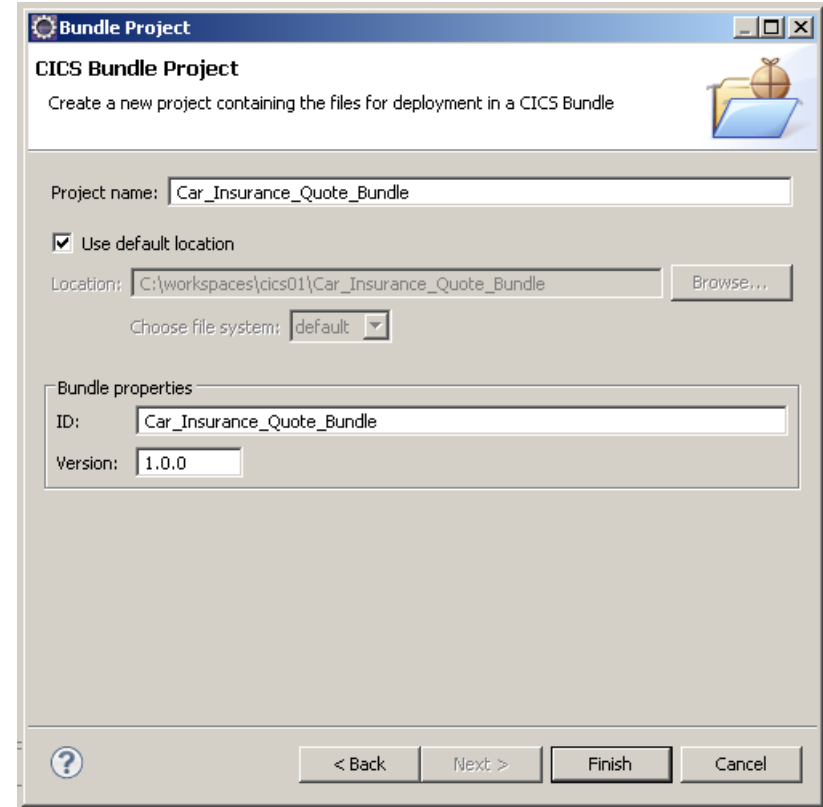 Bundle Project
CICS Bundle Project
Create a new project containing the files for deployment in a CICS Bundle
Project name: Car_Insurance_Quote_Bundle
Use default location
Location: C:\workspaces\cics01\Car_Insurance_Quote_Bundle Browse...
Choose file system: default
Bundle properties
ID: Car_Insurance_Quote_Bundle
Version: 1.0.0
? < Back Next > Finish Cancel